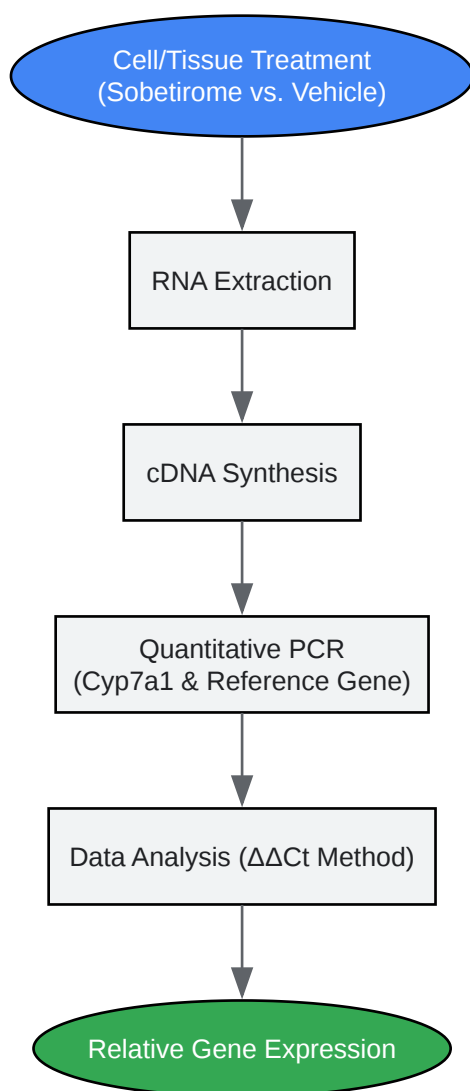 Cell/Tissue Treatment
(Sobetirome vs. Vehicle)
RNA Extraction
cDNA Synthesis
Quantitative PCR
(Cyp7a1 & Reference Gene)
Data Analysis (ΔΔCt Method)
Relative Gene Expression